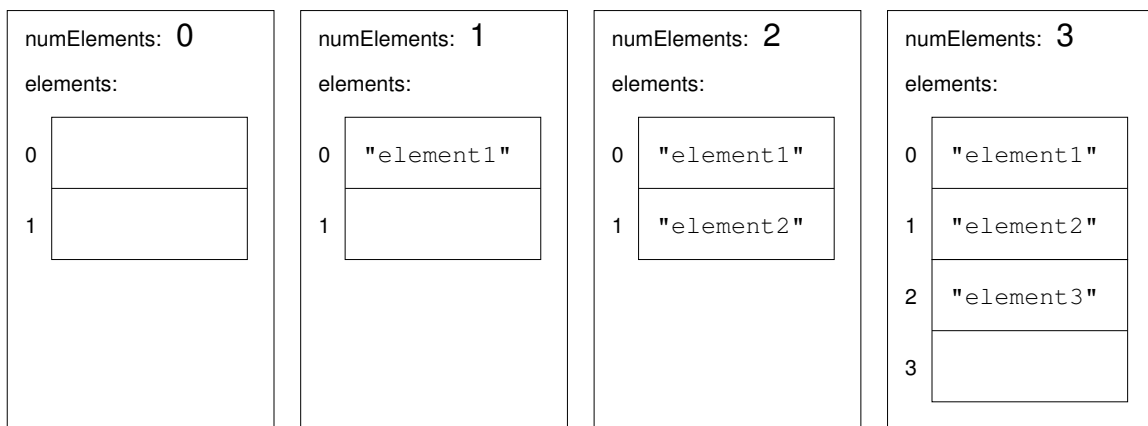 numElements: 0
elements:
0
1
numElements: 1
elements:
0 "element1"
1
numElements: 2
elements:
0 "element1"
1 "element2"
numElements: 3
elements:
0 "element1"
1 "element2"
2 "element3"
3